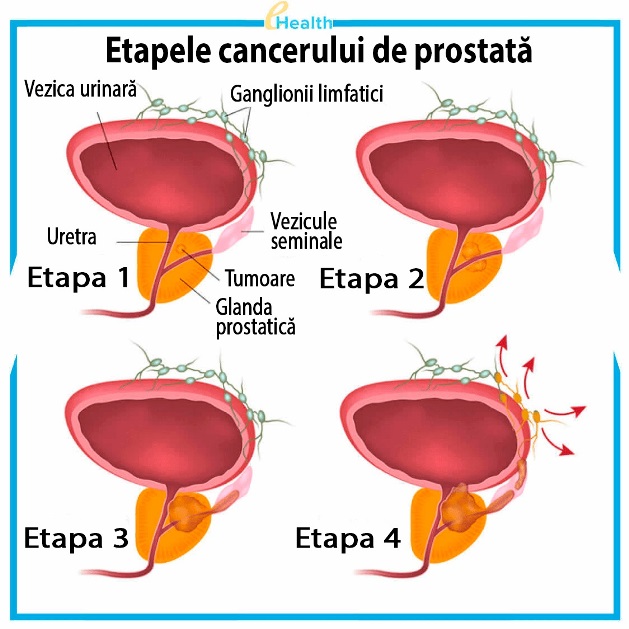 eHealth
Etapele cancerului de prostată
Vezica urinară
Ganglionii limfatici
Uretra
Vezicule
seminale
Etapa 1
Tumoare
Glanda
prostatică
Etapa 2
Etapa 3
Etapa 4